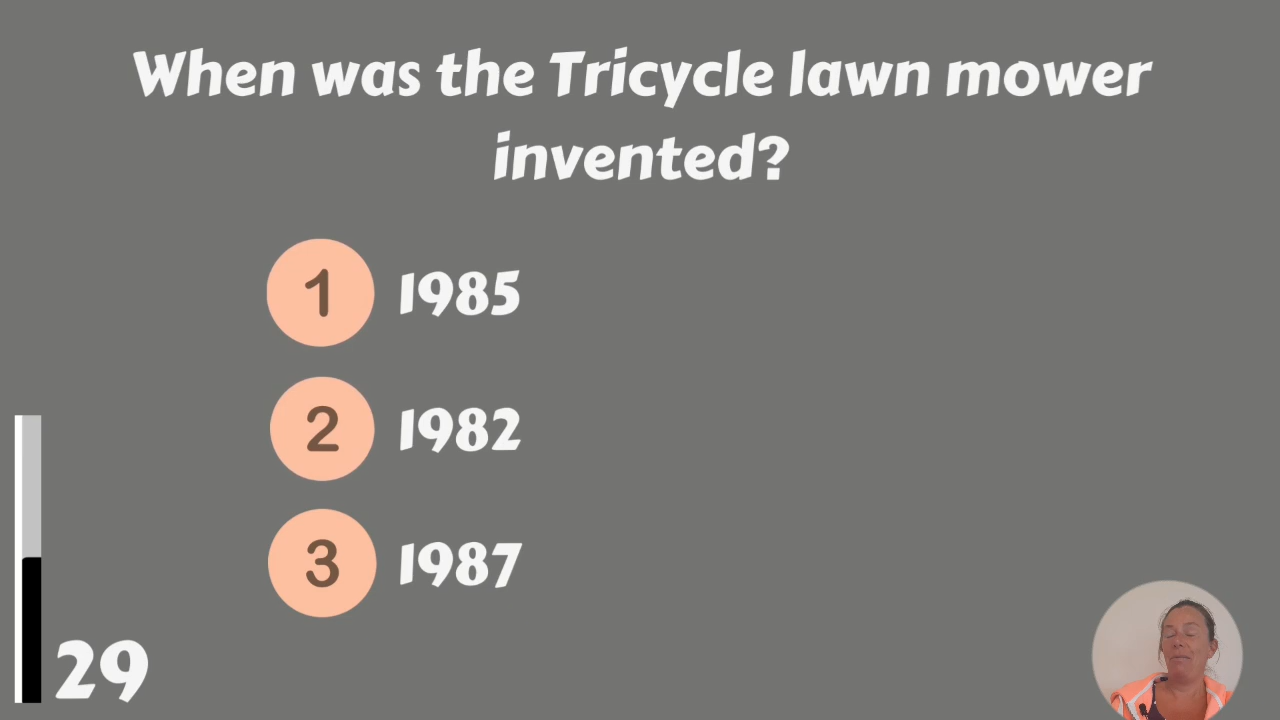 When was the Tricycle lawn mower
invented?
1 1985
2 1982
3 1987
29